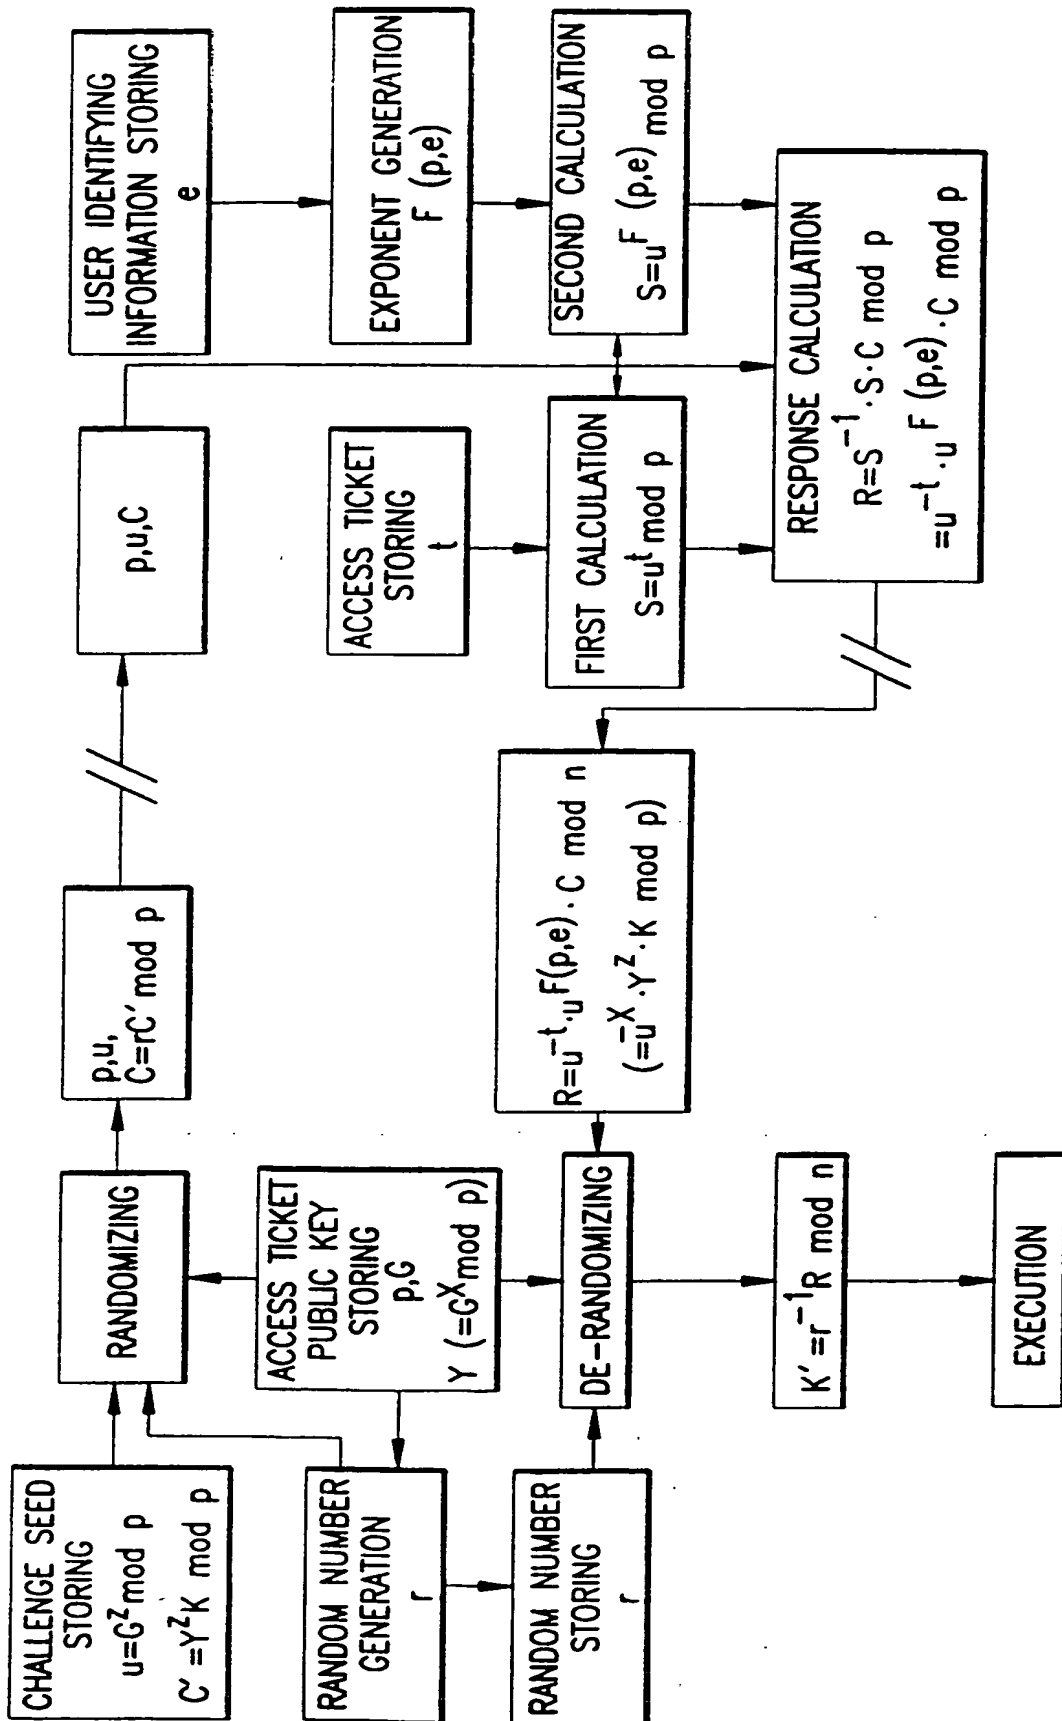 CHALLENGE SEED
STORING
u=G^z mod p
C'=Y^z K mod p
RANDOMIZING
p,u,
C=rC' mod p
p,u,C
USER IDENTIFYING
INFORMATION STORING
e
RANDOM NUMBER
GENERATION
r
ACCESS TICKET
PUBLIC KEY
STORING
p,G
Y (=G^X mod p)
ACCESS TICKET
STORING
t
EXPONENT GENERATION
F (p,e)
RANDOM NUMBER
STORING
r
DE-RANDOMIZING
R=u^-t·u^F(p,e)·C mod n
(=u^-X·Y^Z·K mod p)
FIRST CALCULATION
S=u^t mod p
SECOND CALCULATION
S=u^F (p,e) mod p
K'=r^-1 R mod n
RESPONSE CALCULATION
R=S^-1·S·C mod p
=u^-t·u^F (p,e)·C mod p
EXECUTION